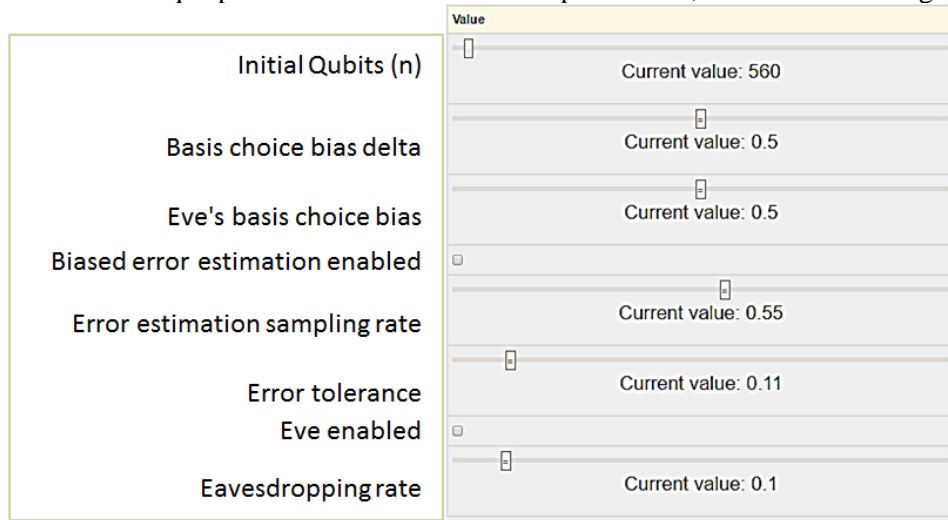 Value
Initial Qubits (n)
Current value: 560
Basis choice bias delta
Current value: 0.5
Eve's basis choice bias
Current value: 0.5
Biased error estimation enabled
Error estimation sampling rate
Current value: 0.55
Error tolerance
Current value: 0.11
Eve enabled
Eavesdropping rate
Current value: 0.1